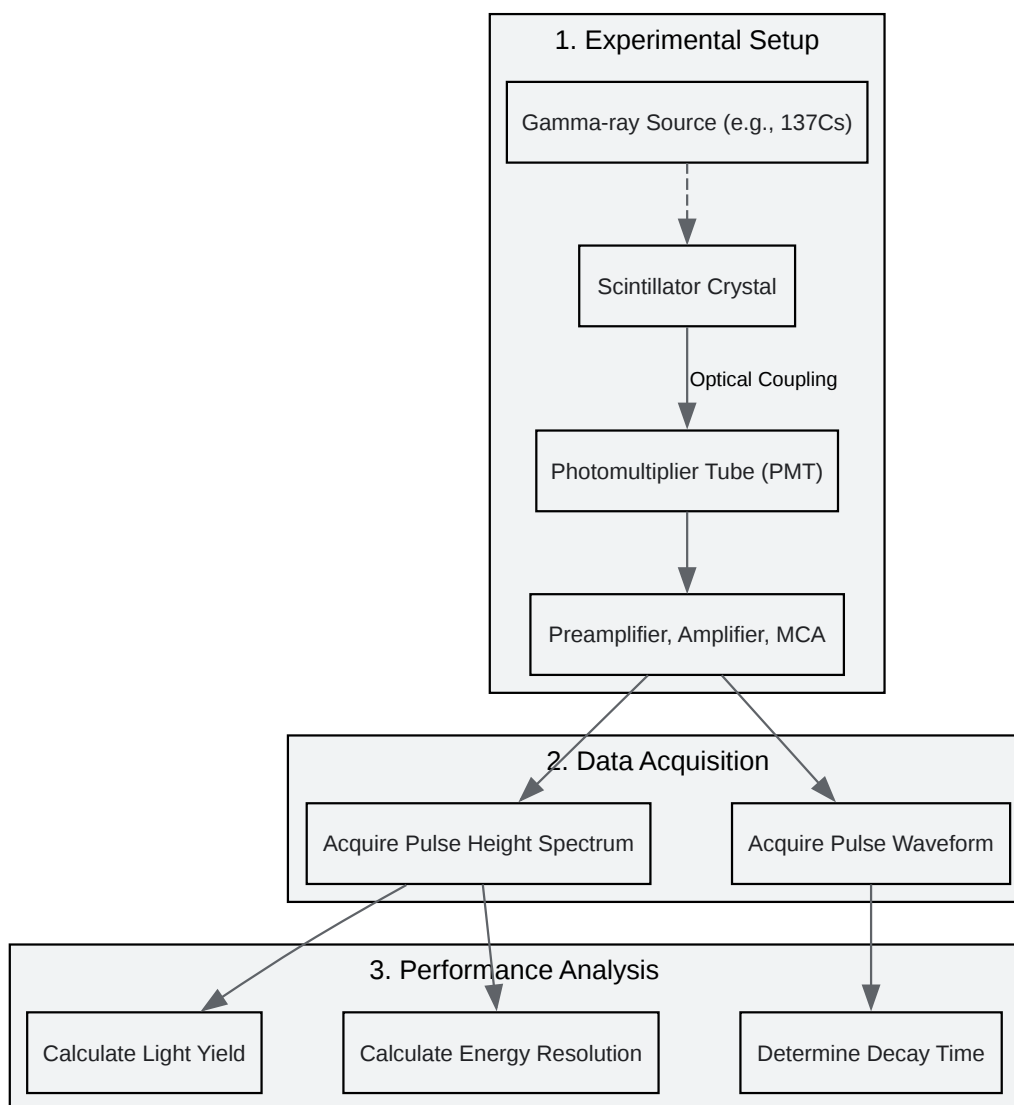 1. Experimental Setup
Gamma-ray Source (e.g., 137Cs)
Scintillator Crystal
Optical Coupling
Photomultiplier Tube (PMT)
Preamplifier, Amplifier, MCA
2. Data Acquisition
Acquire Pulse Height Spectrum
Acquire Pulse Waveform
3. Performance Analysis
Calculate Light Yield
Calculate Energy Resolution
Determine Decay Time